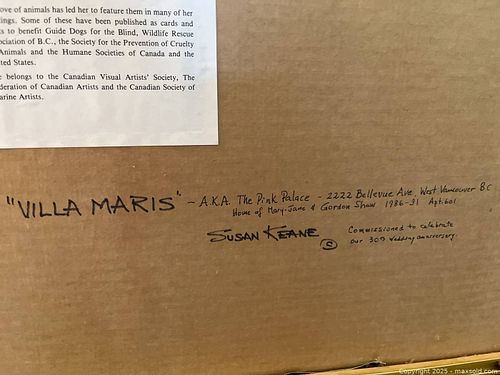 ove of animals has led her to feature them in many of her
ings. Some of these have been published as cards and
s to benefit Guide Dogs for the Blind, Wildlife Rescue
ociation of B.C., the Society for the Prevention of Cruelty
Animals and the Humane Societies of Canada and the
ted States.
e belongs to the Canadian Visual Artists' Society, The
deration of Canadian Artists and the Canadian Society of
arine Artists.
"VILLA MARIS" - A.K.A. The Pink Palace - 2222 Bellevue Ave, West Vancouver BC
Home of Mary-Jane & Gordon Shaw 1986-91 Apt. 601
SUSAN KEANE ©
Commissioned to celebrate
our 30th wedding anniversary.
Copyright 2025 - maxsold.com